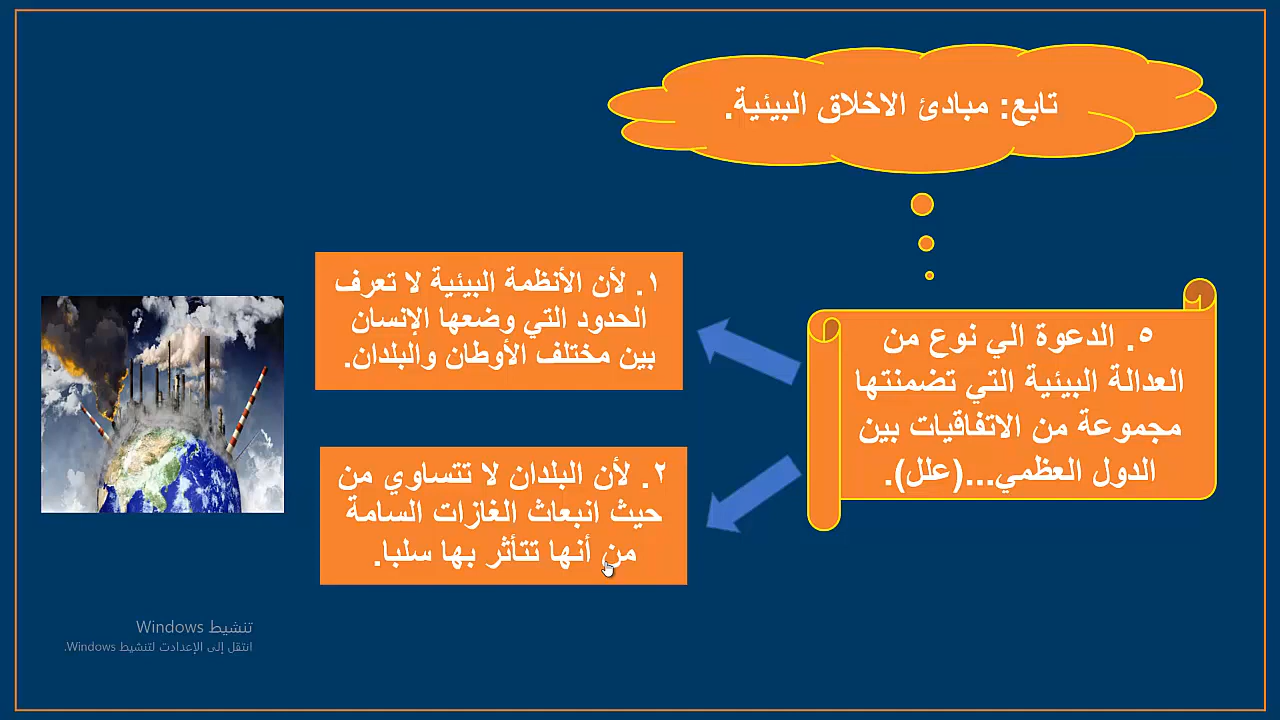 تابع: مبادئ الاخلاق البيئية.
٥. الدعوة الي نوع من
العدالة البيئية التي تضمنتها
مجموعة من الاتفاقيات بين
الدول العظمي...(علل).
١. لأن الأنظمة البيئية لا تعرف
الحدود التي وضعها الإنسان
بين مختلف الأوطان والبلدان.
٢. لأن البلدان لا تتساوي من
حيث انبعاث الغازات السامة
من أنها تتأثر بها سلبا.
تنشيط Windows
انتقل إلى الإعدادت لتنشيط Windows.